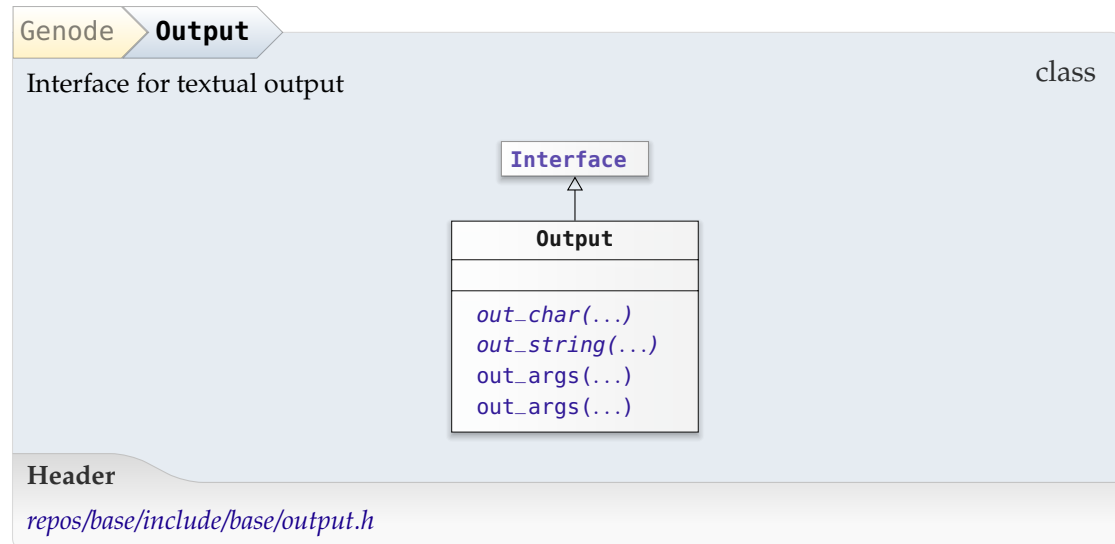 Genode Output
Interface for textual output
class
Interface
Output
out_char(...)
out_string(...)
out_args(...)
out_args(...)
Header
repos/base/include/base/output.h